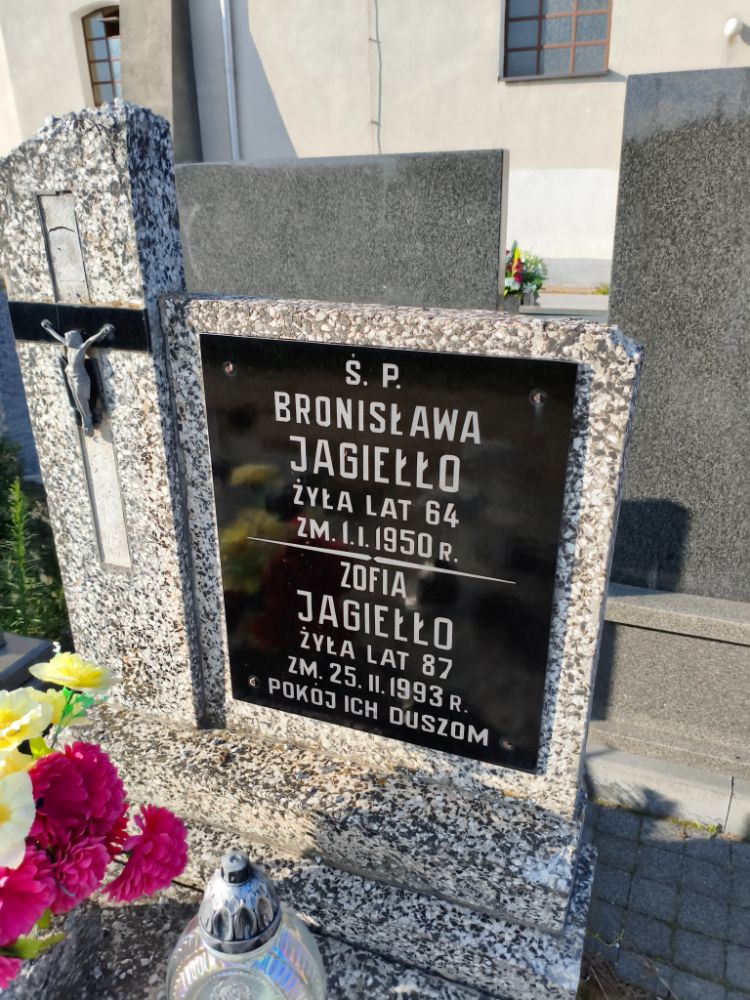 Ś. P.
BRONISŁAWA
JAGIEŁŁO
ŻYŁA LAT 64
ZM. 1.I.1950 R.
ZOFIA
JAGIEŁŁO
ŻYŁA LAT 87
ZM. 25.II.1993 R.
POKÓJ ICH DUSZOM